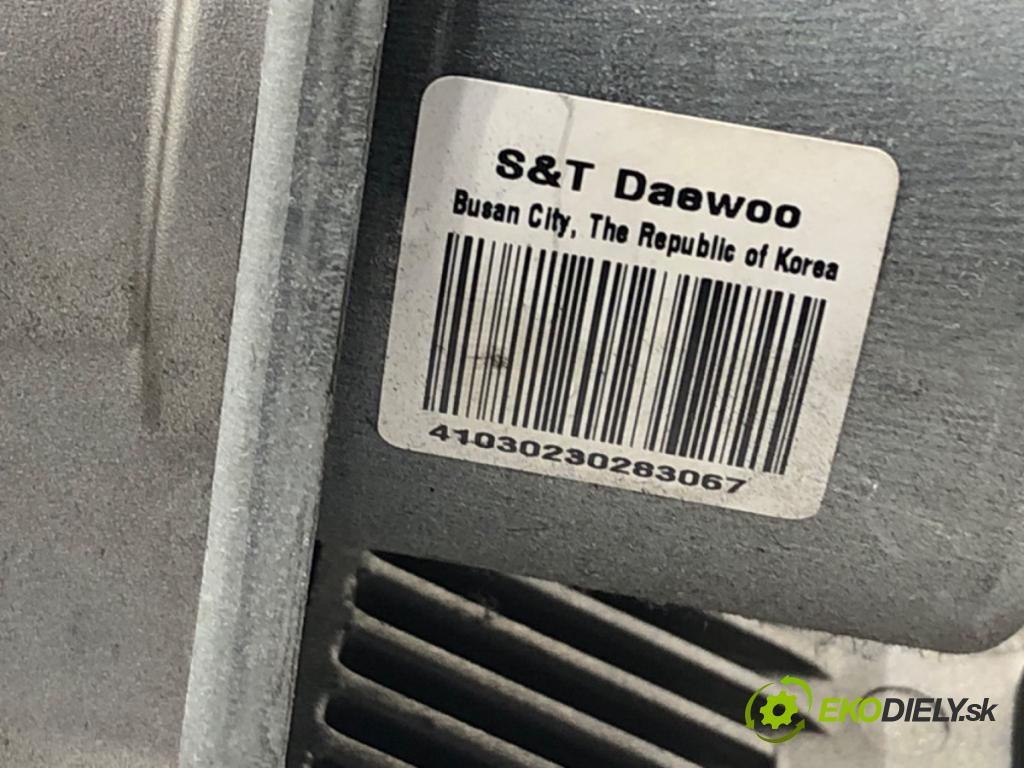 S&T Daewoo
Busan City, The Republic of Korea
41030230283067
EKODIELY.sk